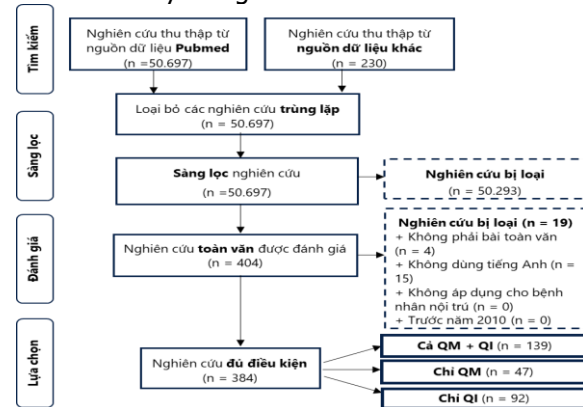 Tìm kiếm
Nghiên cứu thu thập từ
nguồn dữ liệu Pubmed
(n =50.697)
Nghiên cứu thu thập từ
nguồn dữ liệu khác
(n = 230)
Loại bỏ các nghiên cứu trùng lặp
(n = 50.697)
Sàng lọc
Sàng lọc nghiên cứu
(n =50.697)
Nghiên cứu bị loại
(n = 50.293)
Đánh giá
Nghiên cứu toàn văn được đánh giá
(n = 404)
Nghiên cứu bị loại (n = 19)
+ Không phải bài toàn văn
(n = 4)
+ Không dùng tiếng Anh (n =
15)
+ Không áp dụng cho bệnh
nhân nội trú (n = 0)
+ Trước năm 2010 (n = 0)
Lựa chọn
Nghiên cứu đủ điều kiện
(n = 384)
Cả QM + QI (n = 139)
Chỉ QM (n = 47)
Chỉ QI (n = 92)